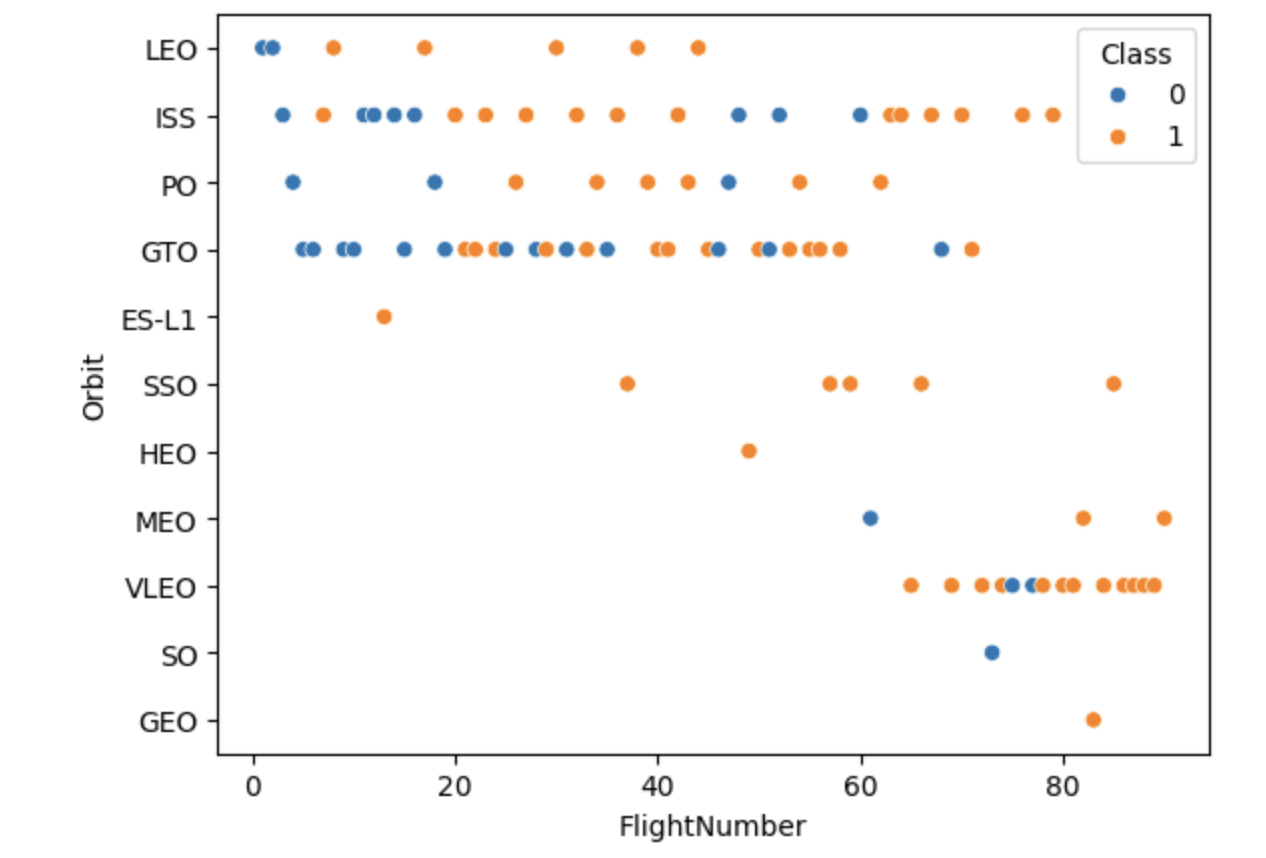 Class
0
1
LEO
ISS
PO
GTO
ES-L1
SSO
HEO
MEO
VLEO
SO
GEO
Orbit
0 20 40 60 80
FlightNumber